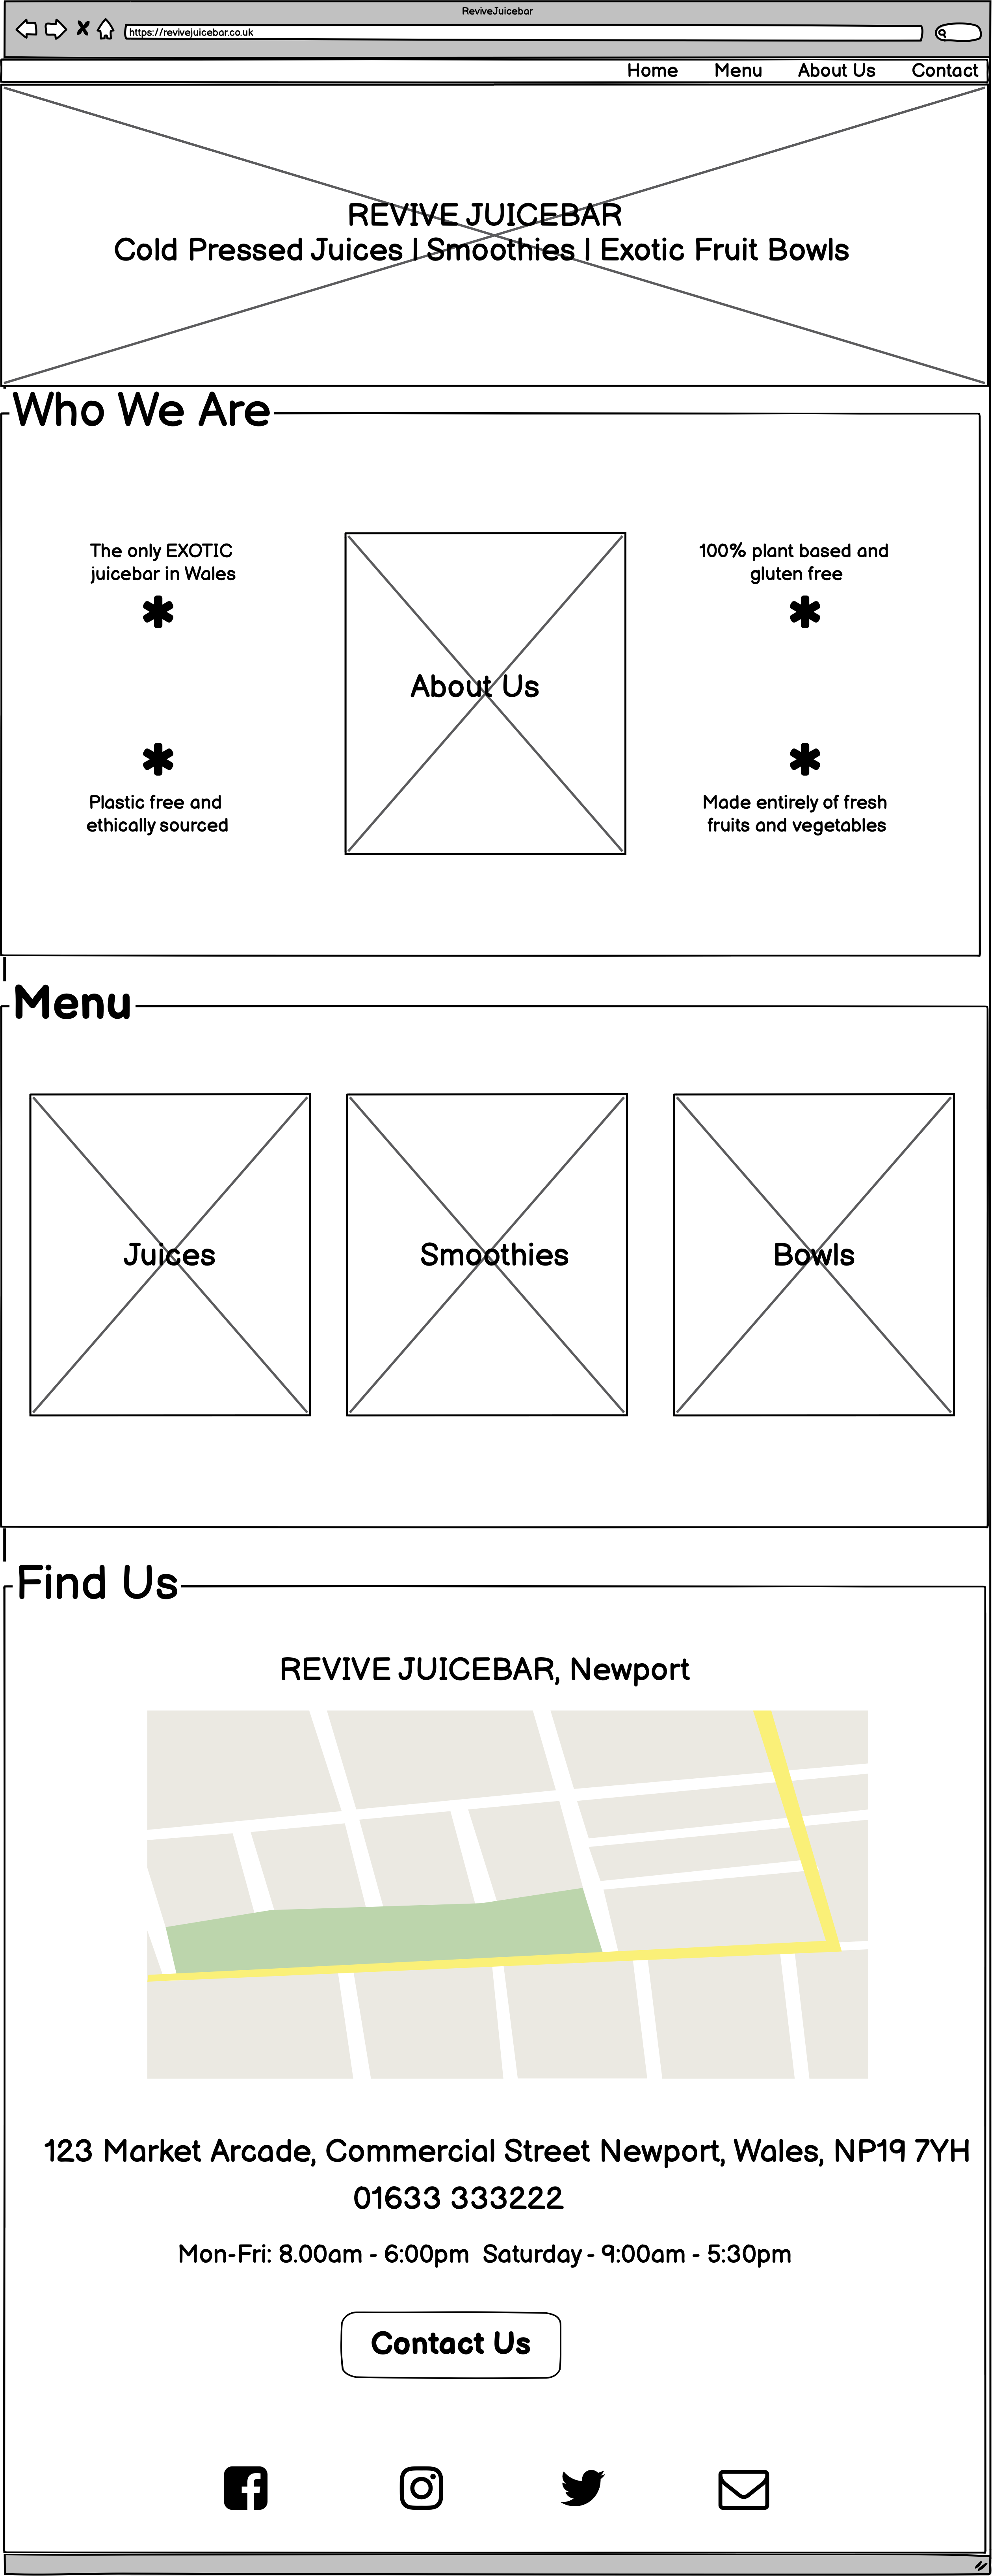 ReviveJuicebar
https://revivejuicebar.co.uk
Home Menu About Us Contact
REVIVE JUICEBAR
Cold Pressed Juices | Smoothies | Exotic Fruit Bowls
Who We Are
The only EXOTIC
juicebar in Wales
100% plant based and
gluten free
About Us
Plastic free and
ethically sourced
Made entirely of fresh
fruits and vegetables
Menu
Juices
Smoothies
Bowls
Find Us
REVIVE JUICEBAR, Newport
123 Market Arcade, Commercial Street Newport, Wales, NP19 7YH
01633 333222
Mon-Fri: 8.00am - 6:00pm Saturday - 9:00am - 5:30pm
Contact Us